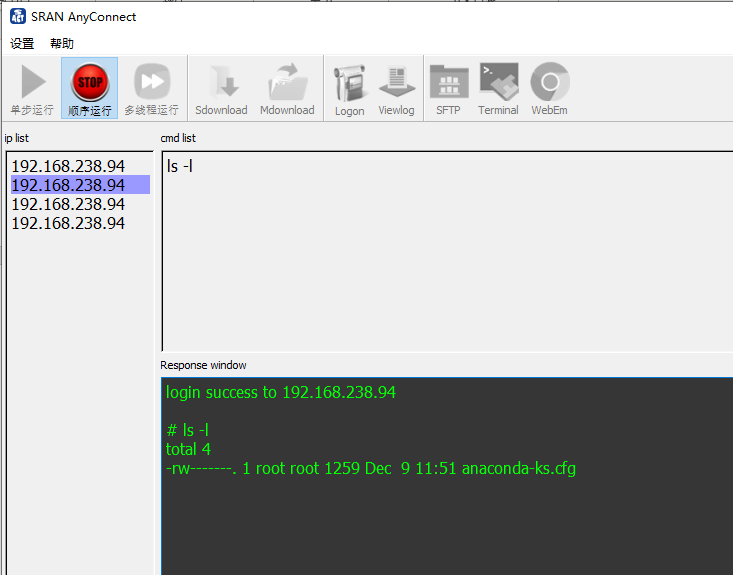 SRAN AnyConnect
设置 帮助
STOP
单步运行 顺序运行 多线程运行 Sdownload Mdownload Logon Viewlog SFTP Terminal WebEm
ip list
192.168.238.94
192.168.238.94
192.168.238.94
192.168.238.94
cmd list
ls -l
Response window
login success to 192.168.238.94
# ls -l
total 4
-rw-------. 1 root root 1259 Dec  9 11:51 anaconda-ks.cfg